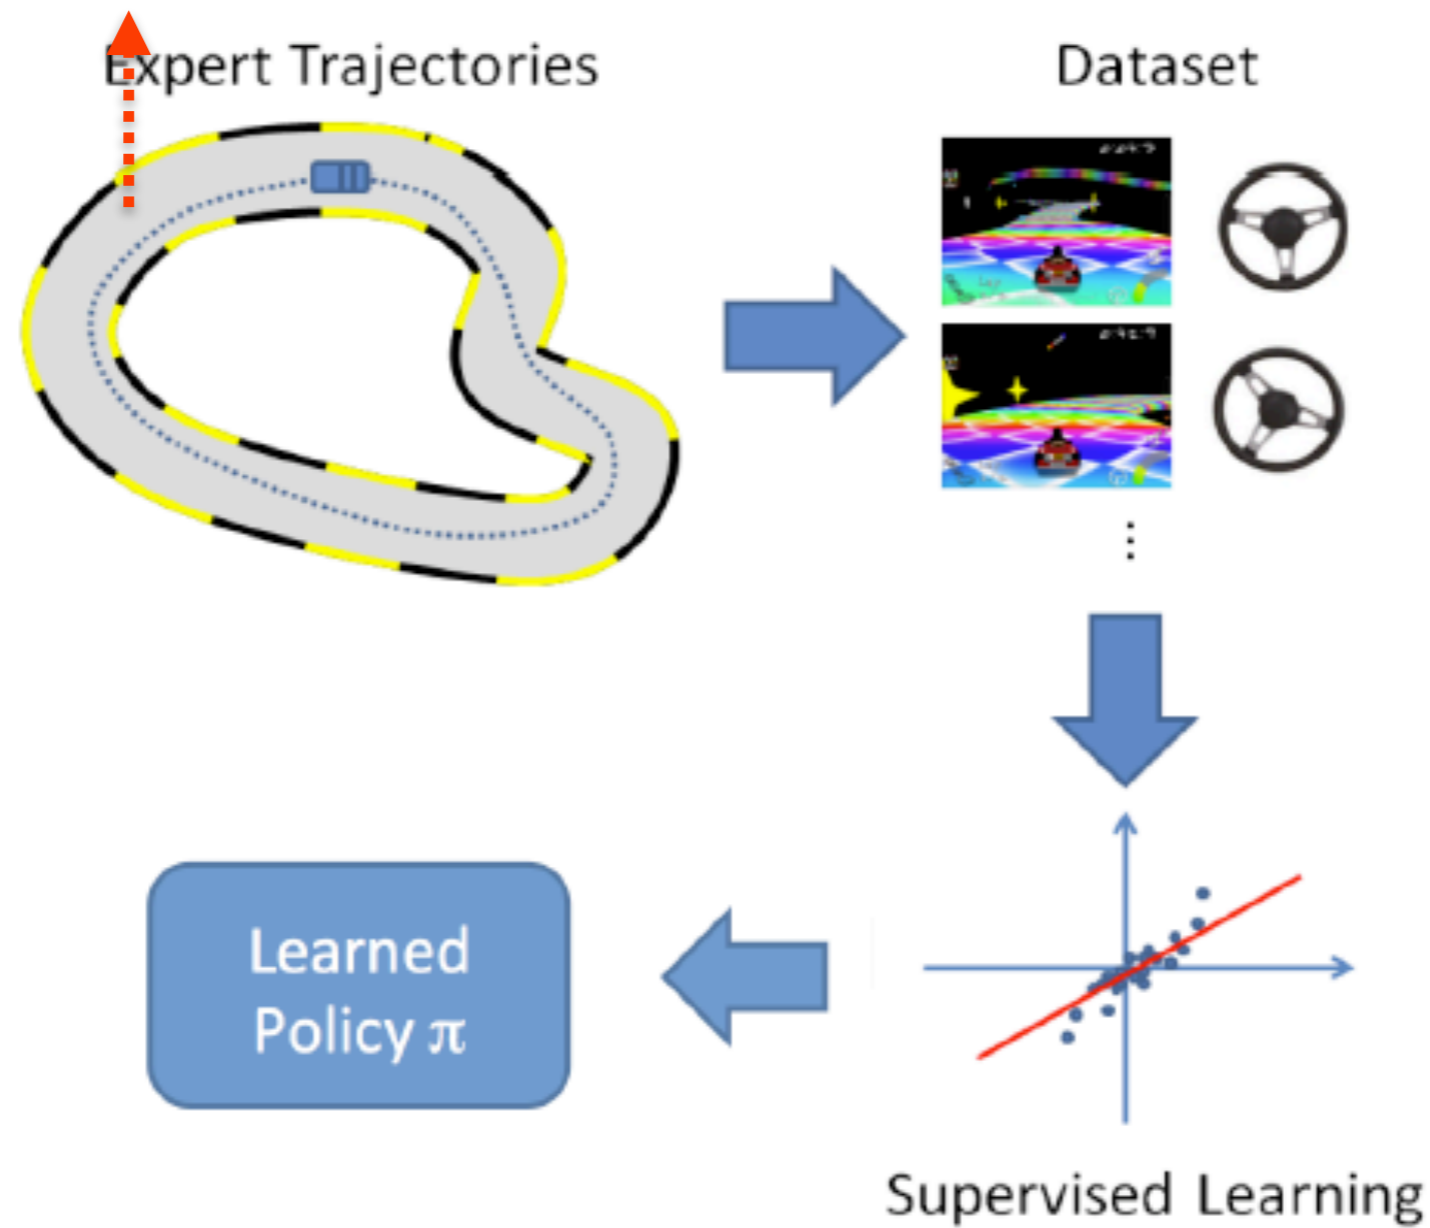 Expert Trajectories
Dataset
Learned
Policy π
Supervised Learning